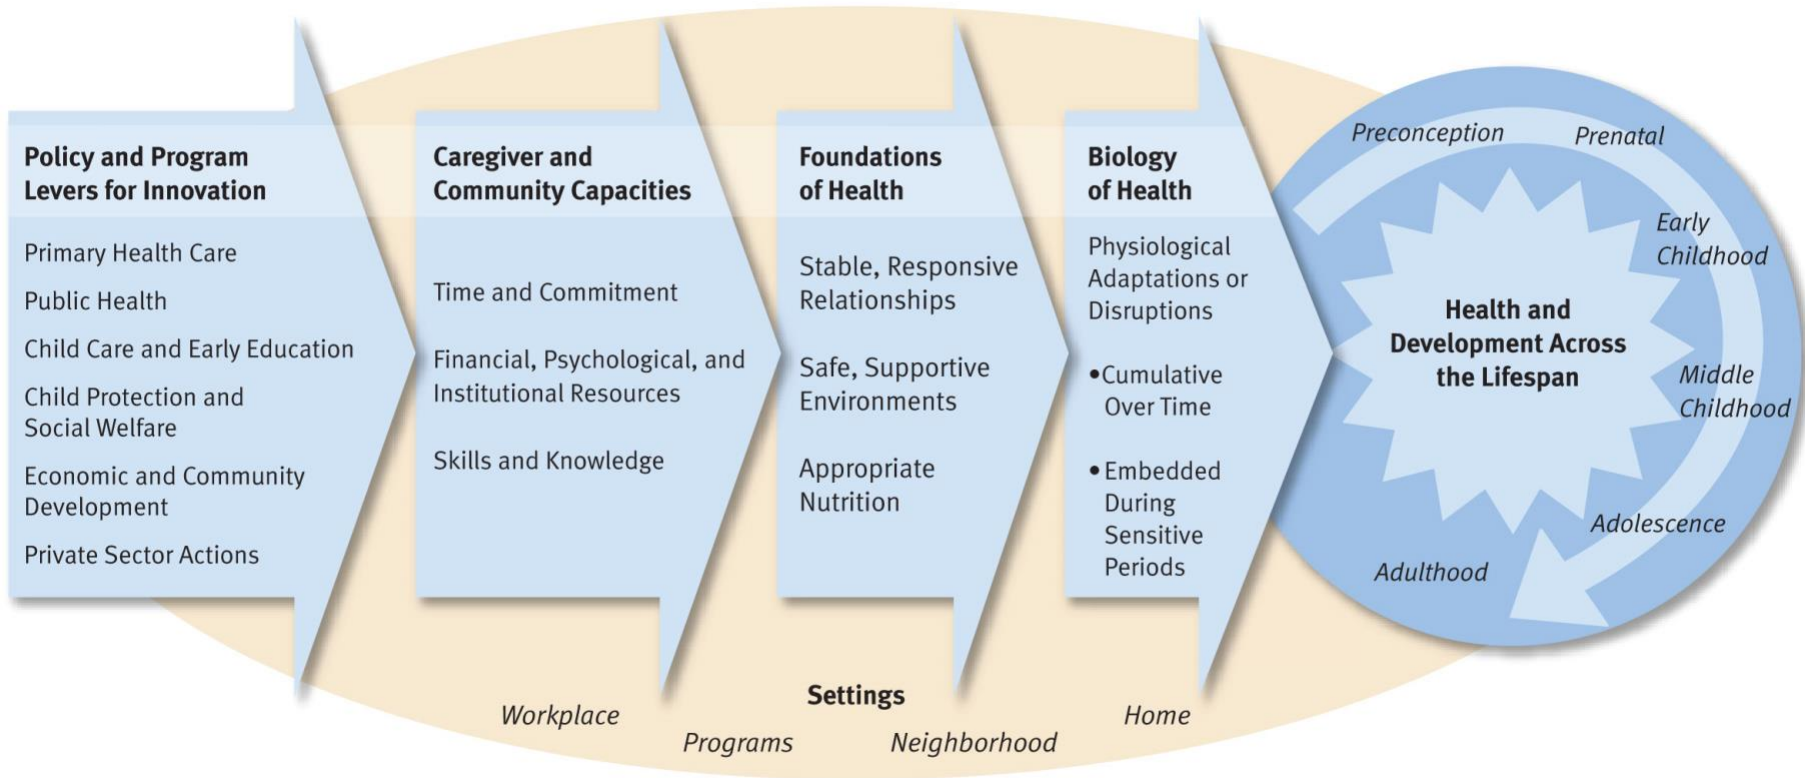 Policy and Program
Levers for Innovation
Primary Health Care
Public Health
Child Care and Early Education
Child Protection and
Social Welfare
Economic and Community
Development
Private Sector Actions
Caregiver and
Community Capacities
Time and Commitment
Financial, Psychological, and
Institutional Resources
Skills and Knowledge
Foundations
of Health
Stable, Responsive
Relationships
Safe, Supportive
Environments
Appropriate
Nutrition
Biology
of Health
Physiological
Adaptations or
Disruptions
•Cumulative
Over Time
•Embedded
During
Sensitive
Periods
Health and
Development Across
the Lifespan
Preconception
Prenatal
Early
Childhood
Middle
Childhood
Adolescence
Adulthood
Settings
Workplace
Programs
Neighborhood
Home